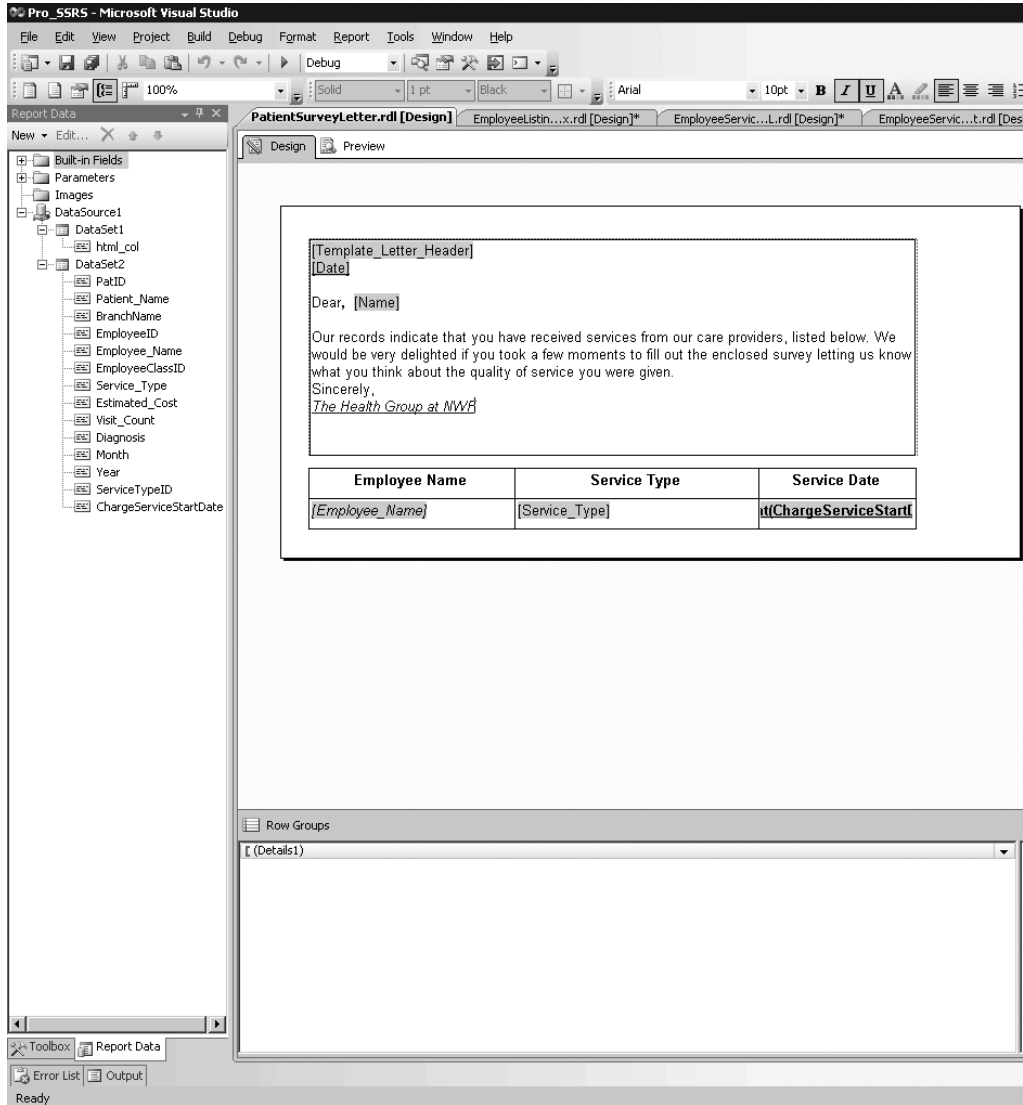 Pro_SSRS - Microsoft Visual Studio
File Edit View Project Build Debug Format Report Tools Window Help
Debug
100% Solid 1 pt Black Arial 10pt B I U A
Report Data
New Edit...
Built-in Fields
Parameters
Images
DataSource1
DataSet1
html_col
DataSet2
PatID
Patient_Name
BranchName
EmployeeID
Employee_Name
EmployeeClassID
Service_Type
Estimated_Cost
Visit_Count
Diagnosis
Month
Year
ServiceTypeID
ChargeServiceStartDate
Toolbox Report Data
PatientSurveyLetter.rdl [Design] EmployeeListin...x.rdl [Design]* EmployeeServic...L.rdl [Design]* EmployeeServic...t.rdl [Des
Design Preview
[Template_Letter_Header]
[Date]
Dear, [Name]
Our records indicate that you have received services from our care providers, listed below. We
would be very delighted if you took a few moments to fill out the enclosed survey letting us know
what you think about the quality of service you were given.
Sincerely,
The Health Group at NWF
Employee Name Service Type Service Date
[Employee_Name] [Service_Type] nt(ChargeServiceStart
Row Groups
[ (Details1)
Error List Output
Ready